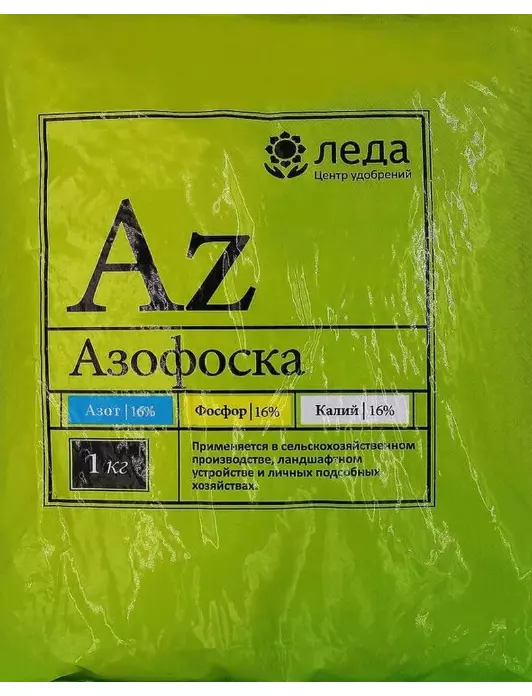 леда
Центр удобрений
Az
Азофоска
Азот | 16% Фосфор | 16% Калий | 16%
1 кг
Применяется в сельскохозяйственном
производстве, ландшафтном
устройстве и личных подсобных
хозяйствах.